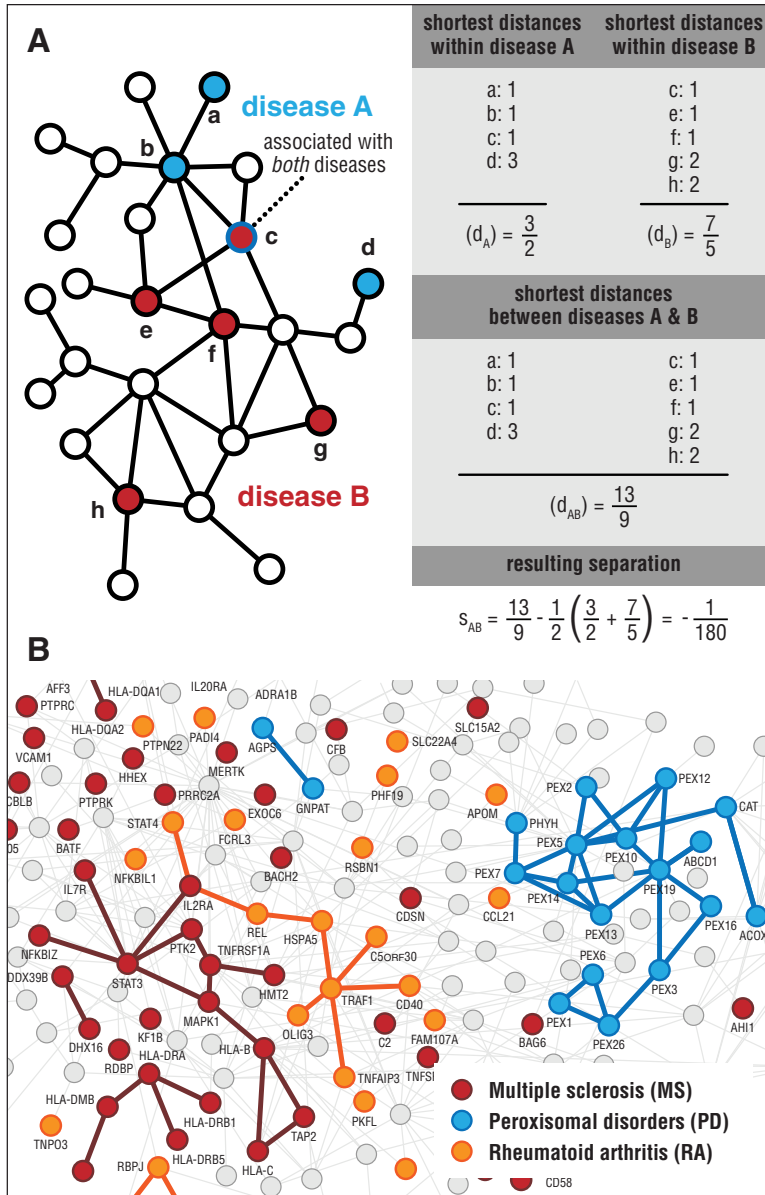 A
disease A
a
b
associated with
both diseases
c
d
e
f
g
disease B
h
shortest distances
within disease A
shortest distances
within disease B
a: 1
b: 1
c: 1
d: 3
c: 1
e: 1
f: 1
g: 2
h: 2
(d_A) = 3/2
(d_B) = 7/5
shortest distances
between diseases A & B
a: 1
b: 1
c: 1
d: 3
c: 1
e: 1
f: 1
g: 2
h: 2
(d_AB) = 13/9
resulting separation
s_AB = 13/9 - 1/2 (3/2 + 7/5) = - 1/180
B
AFF3
PTPRC
HLA-DQA1
HLA-DQA2
IL20RA
PADI4
PTPN22
ADRA1B
AGPS
CFB
SLC22A4
SLC15A2
VCAM1
HHEX
MERTK
GNPAT
PHF19
APOM
PEX2
PEX12
CBLB
PTPRK
PRRC2A
EXOC6
CAT
05
BATF
STAT4
FCRL3
RSBN1
PHYH
PEX5
PEX10
ABCD1
NFKBIL1
BACH2
PEX7
PEX14
PEX19
IL7R
IL2RA
REL
HSPA5
CDSN
CCL21
PEX13
PEX16
ACOX
NFKBIZ
PTK2
TNFRSF1A
C5ORF30
PEX6
PEX3
DDX39B
STAT3
HMT2
TRAF1
CD40
PEX1
PEX26
DHX16
KF1B
MAPK1
OLIG3
C2
FAM107A
BAG6
AHI1
RDBP
HLA-DRA
HLA-B
TNFAIP3
TNFSI
HLA-DMB
HLA-DRB1
TAP2
PKFL
TNPO3
HLA-DRB5
RBPJ
HLA-C
CD58
Multiple sclerosis (MS)
Peroxisomal disorders (PD)
Rheumatoid arthritis (RA)